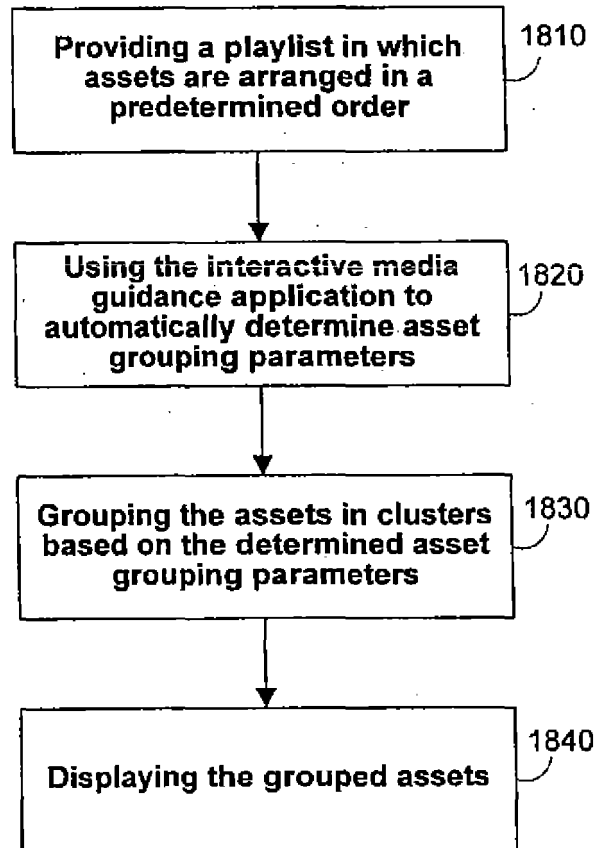 Providing a playlist in which
assets are arranged in a
predetermined order
1810
Using the interactive media
guidance application to
automatically determine asset
grouping parameters
1820
Grouping the assets in clusters
based on the determined asset
grouping parameters
1830
Displaying the grouped assets
1840